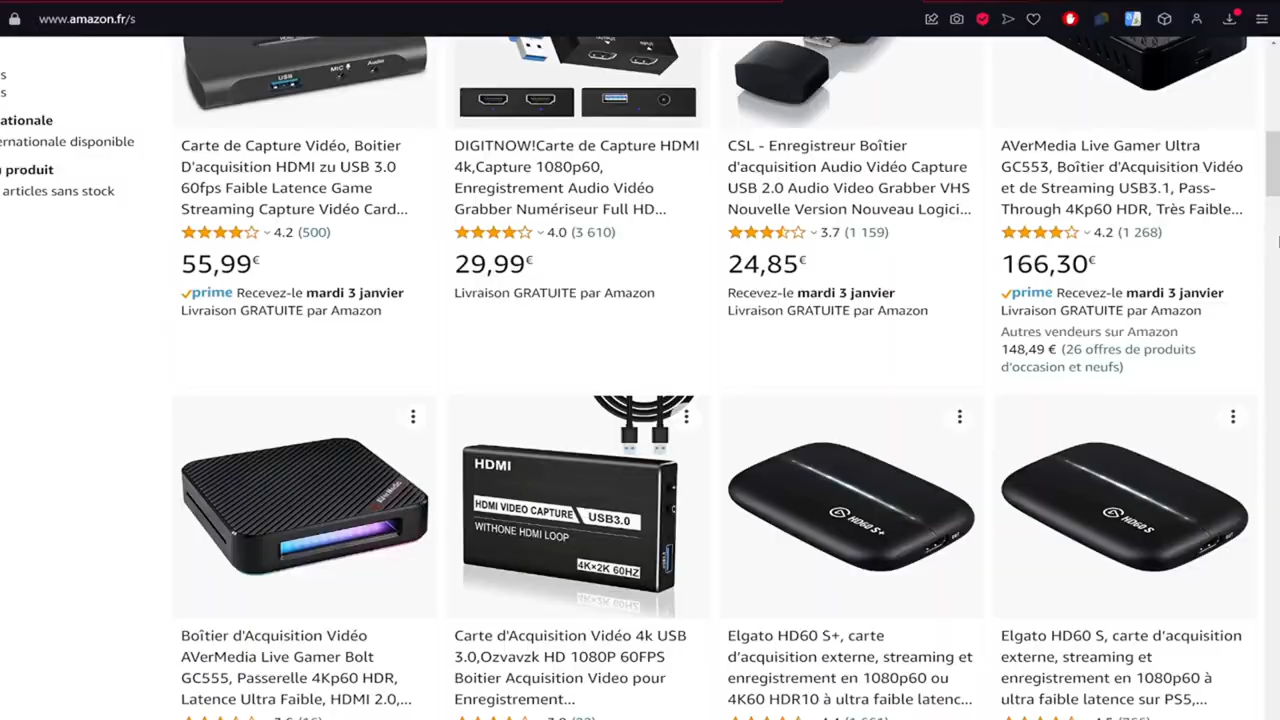 www.amazon.fr/s
s
s
ationale
ernationale disponible
produit
articles sans stock
USB MIC Audio
OUTPUT INPUT
Carte de Capture Vidéo, Boitier
D'acquisition HDMI zu USB 3.0
60fps Faible Latence Game
Streaming Capture Vidéo Card...
4.2 (500)
55,99€
prime Recevez-le mardi 3 janvier
Livraison GRATUITE par Amazon
DIGITNOW!Carte de Capture HDMI
4k,Capture 1080p60,
Enregistrement Audio Vidéo
Grabber Numériseur Full HD...
4.0 (3 610)
29,99€
Livraison GRATUITE par Amazon
CSL - Enregistreur Boîtier
d'acquisition Audio Vidéo Capture
USB 2.0 Audio Video Grabber VHS
Nouvelle Version Nouveau Logici...
3.7 (1 159)
24,85€
Recevez-le mardi 3 janvier
Livraison GRATUITE par Amazon
AVerMedia Live Gamer Ultra
GC553, Boîtier d'Acquisition Vidéo
et de Streaming USB3.1, Pass-
Through 4Kp60 HDR, Très Faible...
4.2 (1 268)
166,30€
prime Recevez-le mardi 3 janvier
Livraison GRATUITE par Amazon
Autres vendeurs sur Amazon
148,49 € (26 offres de produits
d'occasion et neufs)
AVerMedia
HDMI
HDMI VIDEO CAPTURE USB3.0
WITHONE HDMI LOOP
4K×2K 60HZ
HD60 S+
HD60 S
Boîtier d'Acquisition Vidéo
AVerMedia Live Gamer Bolt
GC555, Passerelle 4Kp60 HDR,
Latence Ultra Faible, HDMI 2.0,...
Carte d'Acquisition Vidéo 4k USB
3.0,Ozvavzk HD 1080P 60FPS
Boitier Acquisition Video pour
Enregistrement...
Elgato HD60 S+, carte
d'acquisition externe, streaming et
enregistrement en 1080p60 ou
4K60 HDR10 à ultra faible latenc...
Elgato HD60 S, carte d'acquisition
externe, streaming et
enregistrement en 1080p60 à
ultra faible latence sur PS5,...